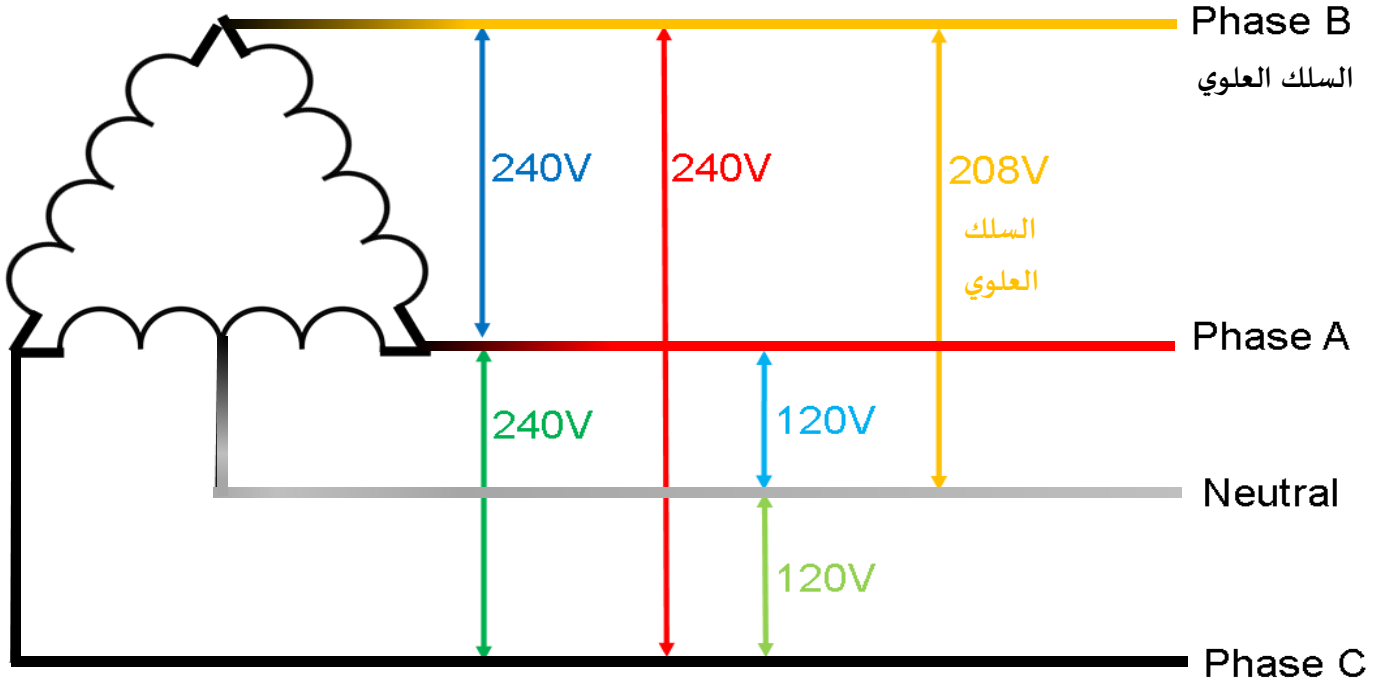 Phase B
السلك العلوي
240V
240V
208V
السلك
العلوي
Phase A
240V
120V
Neutral
120V
Phase C